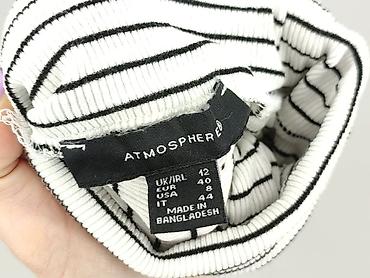 ATMOSPHERE
UK/IRL 12
EUR 40
USA 8
IT 44
MADE IN
BANGLADESH